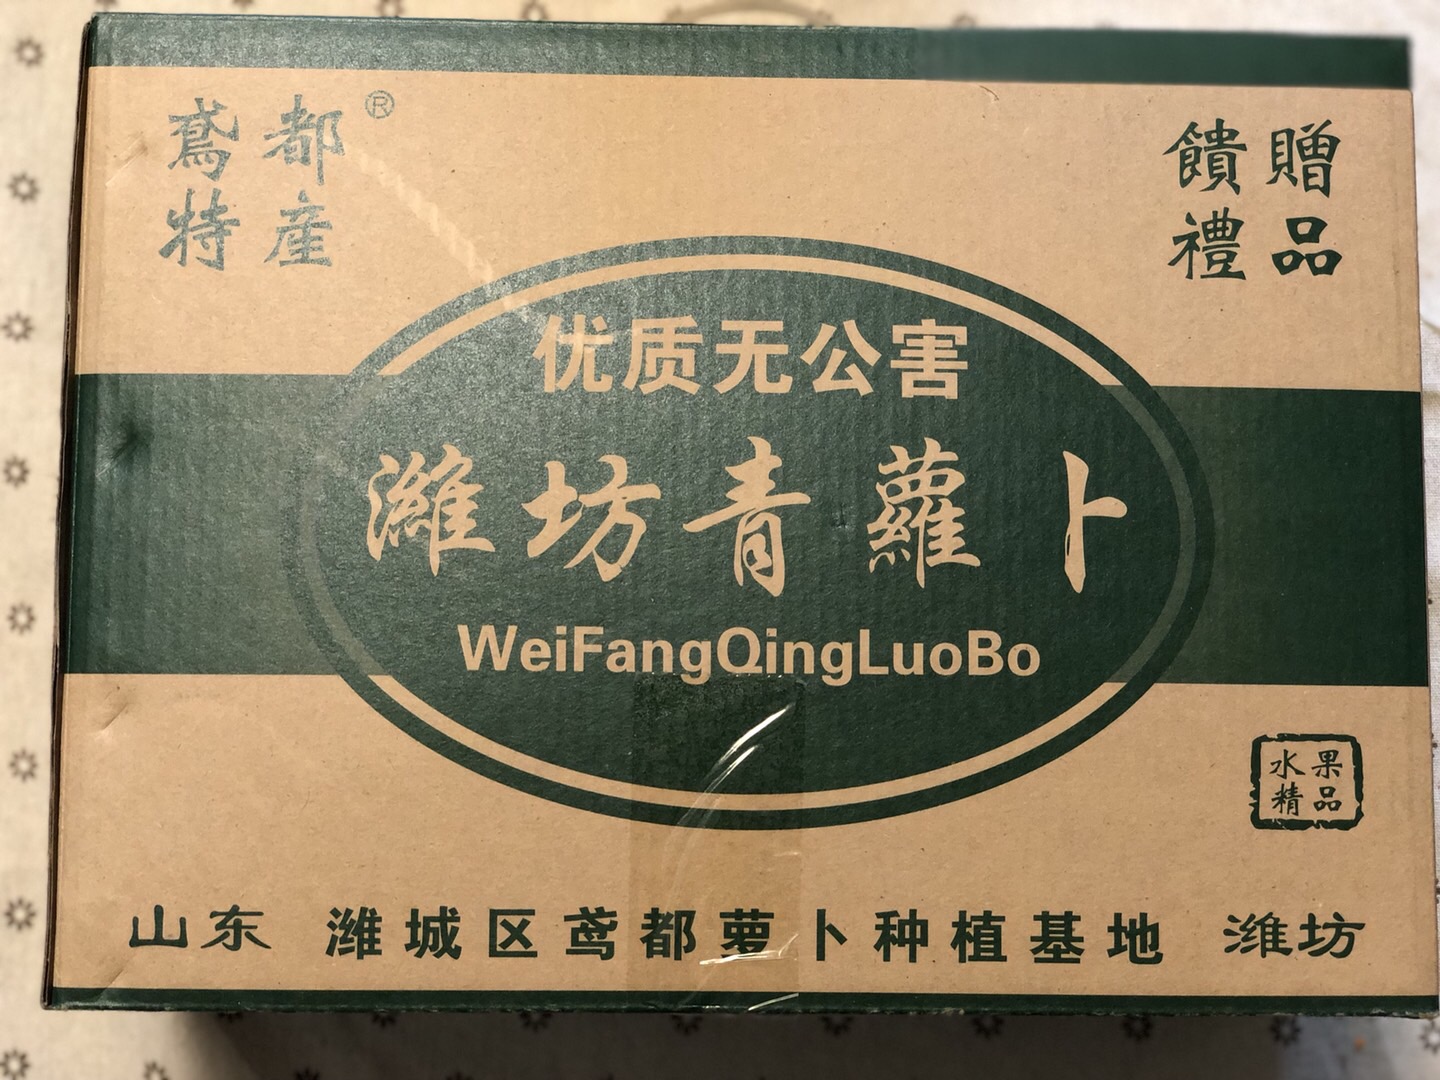 鳶都®
特産
饋贈
禮品
优质无公害
濰坊青蘿卜
WeiFangQingLuoBo
水果
精品
山东 潍城区鸢都萝卜种植基地 潍坊